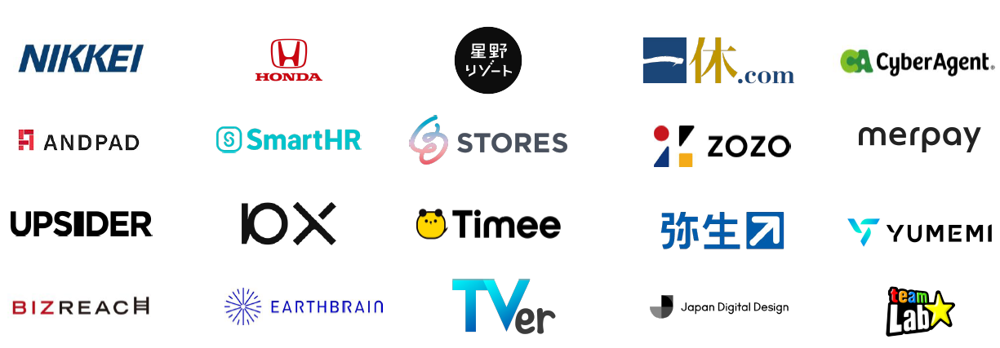 NIKKEI
HONDA
星野
リゾート
一休.com
CA CyberAgent®
ANDPAD
S SmartHR
STORES
ZOZO
merpay
UPSIDER
10X
Timee
弥生
YUMEMI
BIZREACH
EARTHBRAIN
TVer
Japan Digital Design
team
Lab